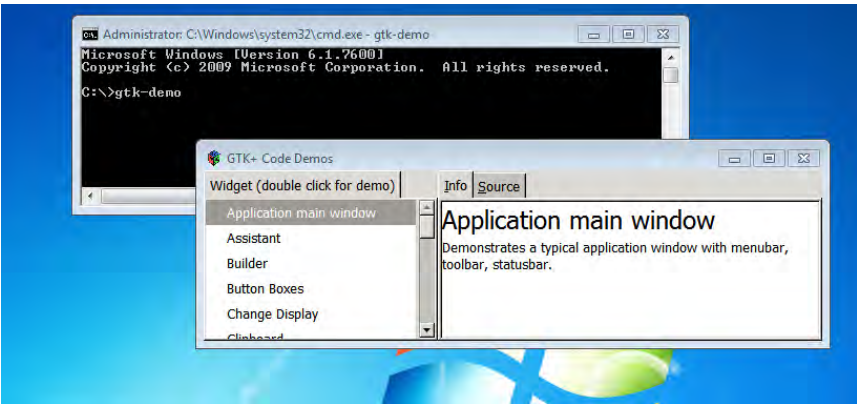 Administrator: C:\Windows\system32\cmd.exe - gtk-demo
Microsoft Windows [Version 6.1.7600]
Copyright (c) 2009 Microsoft Corporation. All rights reserved.
C:\>gtk-demo
GTK+ Code Demos
Widget (double click for demo)
Info Source
Application main window
Assistant
Builder
Button Boxes
Change Display
Clipboard
Application main window
Demonstrates a typical application window with menubar,
toolbar, statusbar.